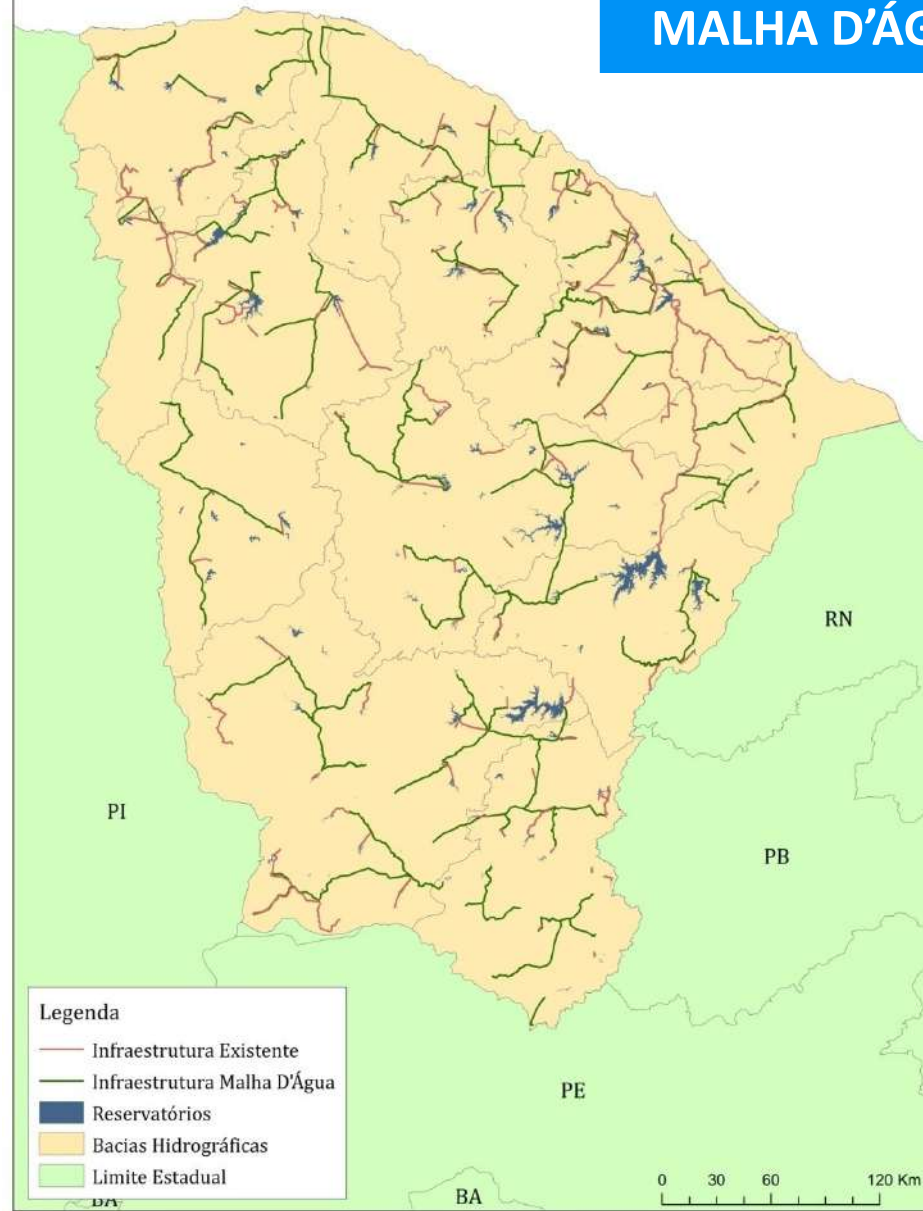 MALHA D'ÁG
RN
PI
PB
Legenda
Infraestrutura Existente
Infraestrutura Malha D'Água
Reservatórios
Bacias Hidrográficas
Limite Estadual
PE
BA
BA
0 30 60 120 Km